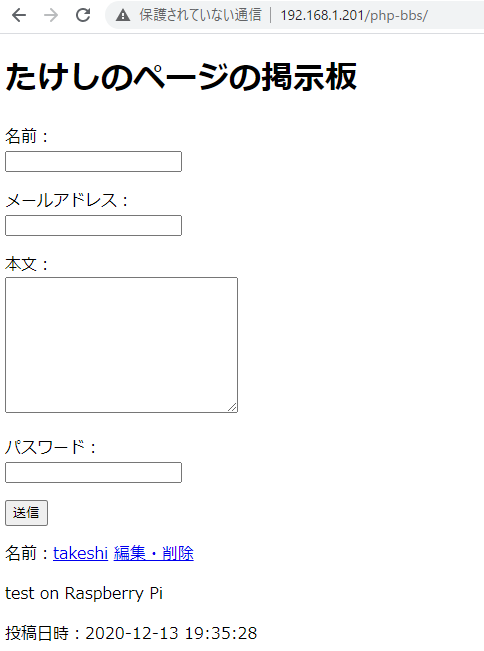 保護されていない通信 | 192.168.1.201/php-bbs/
たけしのページの掲示板
名前：
メールアドレス：
本文：
パスワード：
送信
名前：takeshi 編集・削除
test on Raspberry Pi
投稿日時：2020-12-13 19:35:28